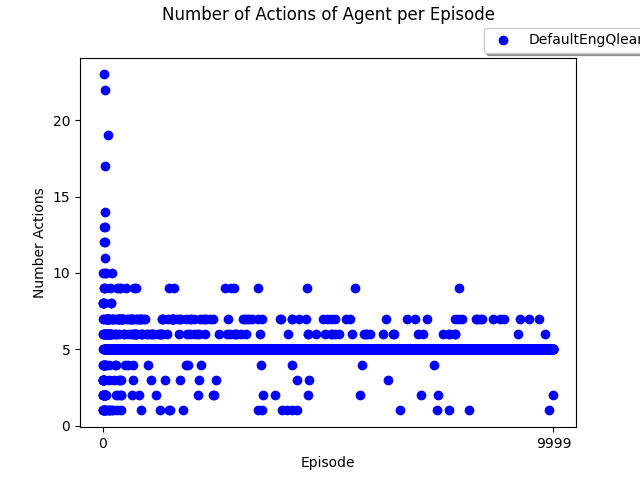 Number of Actions of Agent per Episode
DefaultEngQlear
20
15
10
5
0
Number Actions
0
9999
Episode